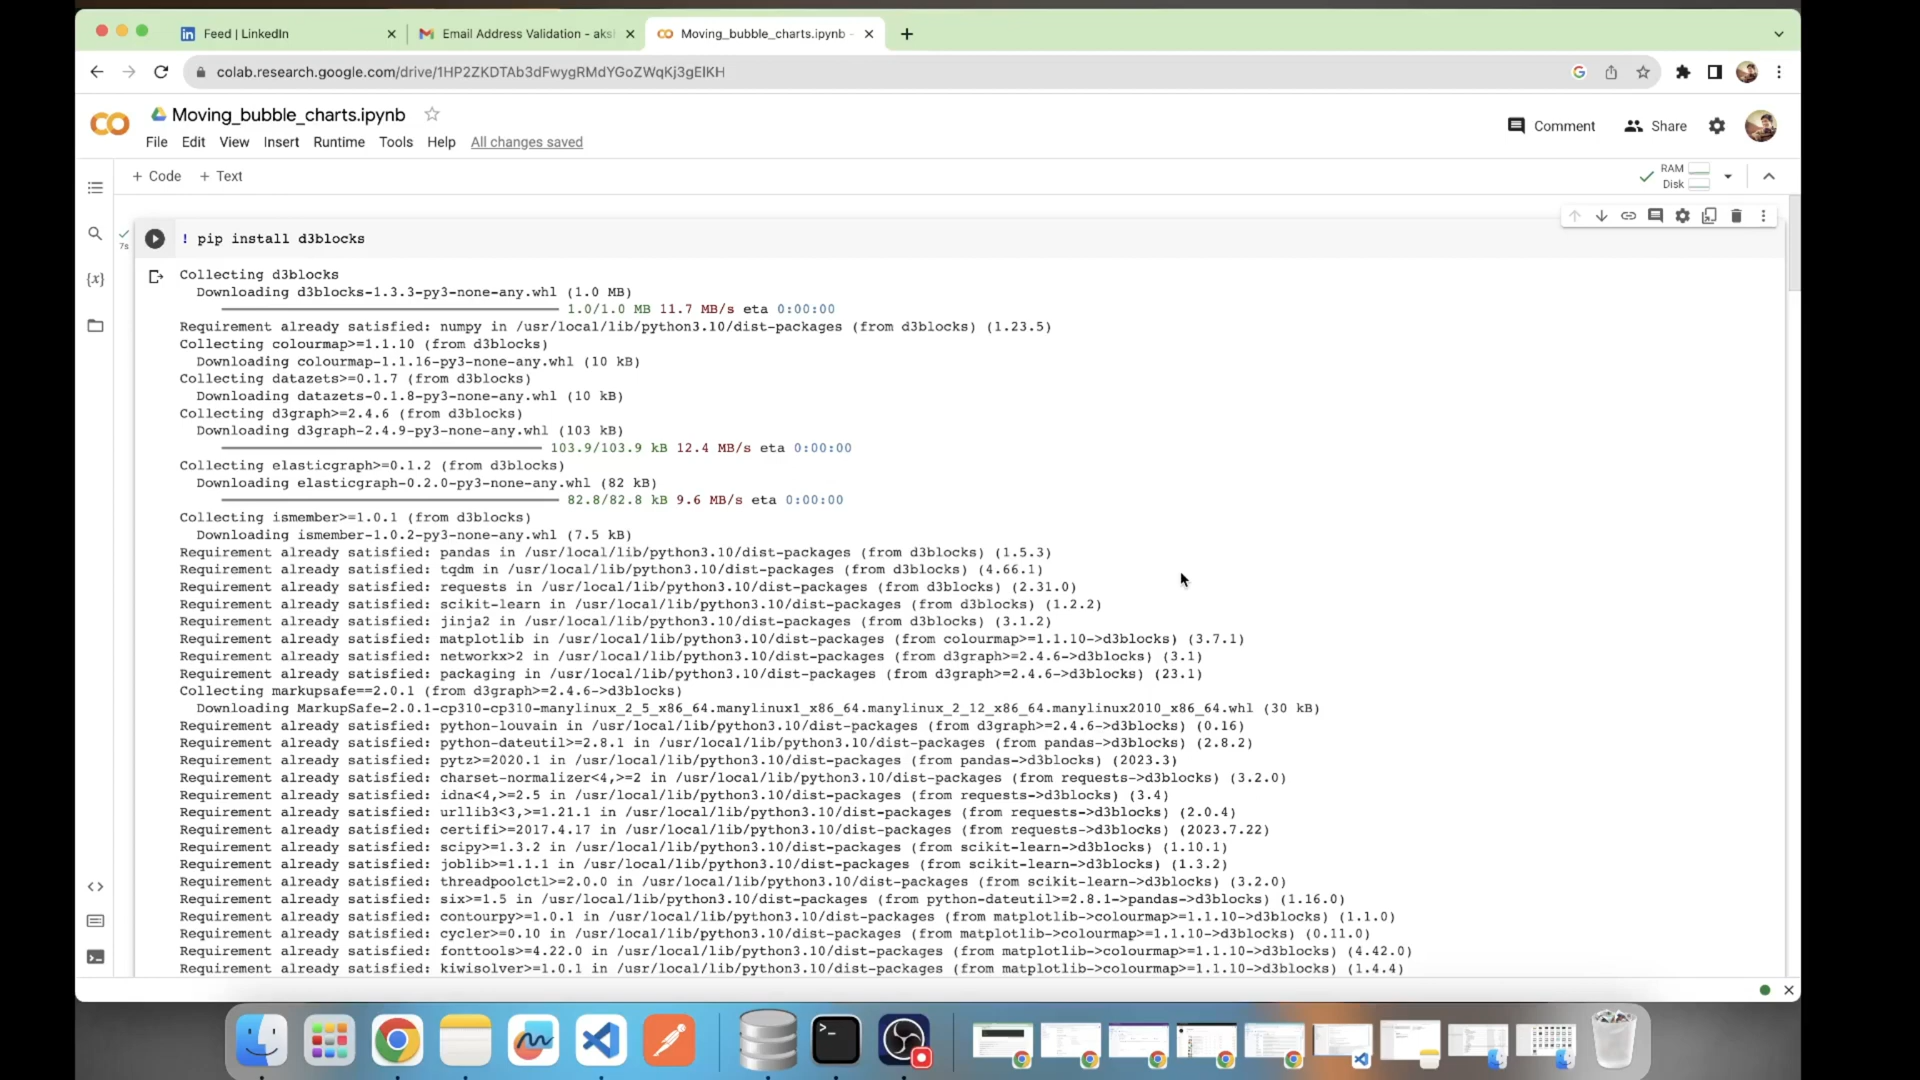 Feed | LinkedIn
Email Address Validation - aksh
Moving_bubble_charts.ipynb -
colab.research.google.com/drive/1HP2ZKDTAb3dFwygRMdYGoZWqKj3gElKH
Moving_bubble_charts.ipynb
File Edit View Insert Runtime Tools Help All changes saved
Comment
Share
+ Code + Text
RAM
Disk
7s
! pip install d3blocks
Collecting d3blocks
Downloading d3blocks-1.3.3-py3-none-any.whl (1.0 MB)
1.0/1.0 MB 11.7 MB/s eta 0:00:00
Requirement already satisfied: numpy in /usr/local/lib/python3.10/dist-packages (from d3blocks) (1.23.5)
Collecting colourmap>=1.1.10 (from d3blocks)
Downloading colourmap-1.1.16-py3-none-any.whl (10 kB)
Collecting datazets>=0.1.7 (from d3blocks)
Downloading datazets-0.1.8-py3-none-any.whl (10 kB)
Collecting d3graph>=2.4.6 (from d3blocks)
Downloading d3graph-2.4.9-py3-none-any.whl (103 kB)
103.9/103.9 kB 12.4 MB/s eta 0:00:00
Collecting elasticgraph>=0.1.2 (from d3blocks)
Downloading elasticgraph-0.2.0-py3-none-any.whl (82 kB)
82.8/82.8 kB 9.6 MB/s eta 0:00:00
Collecting ismember>=1.0.1 (from d3blocks)
Downloading ismember-1.0.2-py3-none-any.whl (7.5 kB)
Requirement already satisfied: pandas in /usr/local/lib/python3.10/dist-packages (from d3blocks) (1.5.3)
Requirement already satisfied: tqdm in /usr/local/lib/python3.10/dist-packages (from d3blocks) (4.66.1)
Requirement already satisfied: requests in /usr/local/lib/python3.10/dist-packages (from d3blocks) (2.31.0)
Requirement already satisfied: scikit-learn in /usr/local/lib/python3.10/dist-packages (from d3blocks) (1.2.2)
Requirement already satisfied: jinja2 in /usr/local/lib/python3.10/dist-packages (from d3blocks) (3.1.2)
Requirement already satisfied: matplotlib in /usr/local/lib/python3.10/dist-packages (from colourmap>=1.1.10->d3blocks) (3.7.1)
Requirement already satisfied: networkx>2 in /usr/local/lib/python3.10/dist-packages (from d3graph>=2.4.6->d3blocks) (3.1)
Requirement already satisfied: packaging in /usr/local/lib/python3.10/dist-packages (from d3graph>=2.4.6->d3blocks) (23.1)
Collecting markupsafe==2.0.1 (from d3graph>=2.4.6->d3blocks)
Downloading MarkupSafe-2.0.1-cp310-cp310-manylinux_2_5_x86_64.manylinux1_x86_64.manylinux_2_12_x86_64.manylinux2010_x86_64.whl (30 kB)
Requirement already satisfied: python-louvain in /usr/local/lib/python3.10/dist-packages (from d3graph>=2.4.6->d3blocks) (0.16)
Requirement already satisfied: python-dateutil>=2.8.1 in /usr/local/lib/python3.10/dist-packages (from pandas->d3blocks) (2.8.2)
Requirement already satisfied: pytz>=2020.1 in /usr/local/lib/python3.10/dist-packages (from pandas->d3blocks) (2023.3)
Requirement already satisfied: charset-normalizer<4,>=2 in /usr/local/lib/python3.10/dist-packages (from requests->d3blocks) (3.2.0)
Requirement already satisfied: idna<4,>=2.5 in /usr/local/lib/python3.10/dist-packages (from requests->d3blocks) (3.4)
Requirement already satisfied: urllib3<3,>=1.21.1 in /usr/local/lib/python3.10/dist-packages (from requests->d3blocks) (2.0.4)
Requirement already satisfied: certifi>=2017.4.17 in /usr/local/lib/python3.10/dist-packages (from requests->d3blocks) (2023.7.22)
Requirement already satisfied: scipy>=1.3.2 in /usr/local/lib/python3.10/dist-packages (from scikit-learn->d3blocks) (1.10.1)
Requirement already satisfied: joblib>=1.1.1 in /usr/local/lib/python3.10/dist-packages (from scikit-learn->d3blocks) (1.3.2)
Requirement already satisfied: threadpoolctl>=2.0.0 in /usr/local/lib/python3.10/dist-packages (from scikit-learn->d3blocks) (3.2.0)
Requirement already satisfied: six>=1.5 in /usr/local/lib/python3.10/dist-packages (from python-dateutil>=2.8.1->pandas->d3blocks) (1.16.0)
Requirement already satisfied: contourpy>=1.0.1 in /usr/local/lib/python3.10/dist-packages (from matplotlib->colourmap>=1.1.10->d3blocks) (1.1.0)
Requirement already satisfied: cycler>=0.10 in /usr/local/lib/python3.10/dist-packages (from matplotlib->colourmap>=1.1.10->d3blocks) (0.11.0)
Requirement already satisfied: fonttools>=4.22.0 in /usr/local/lib/python3.10/dist-packages (from matplotlib->colourmap>=1.1.10->d3blocks) (4.42.0)
Requirement already satisfied: kiwisolver>=1.0.1 in /usr/local/lib/python3.10/dist-packages (from matplotlib->colourmap>=1.1.10->d3blocks) (1.4.4)